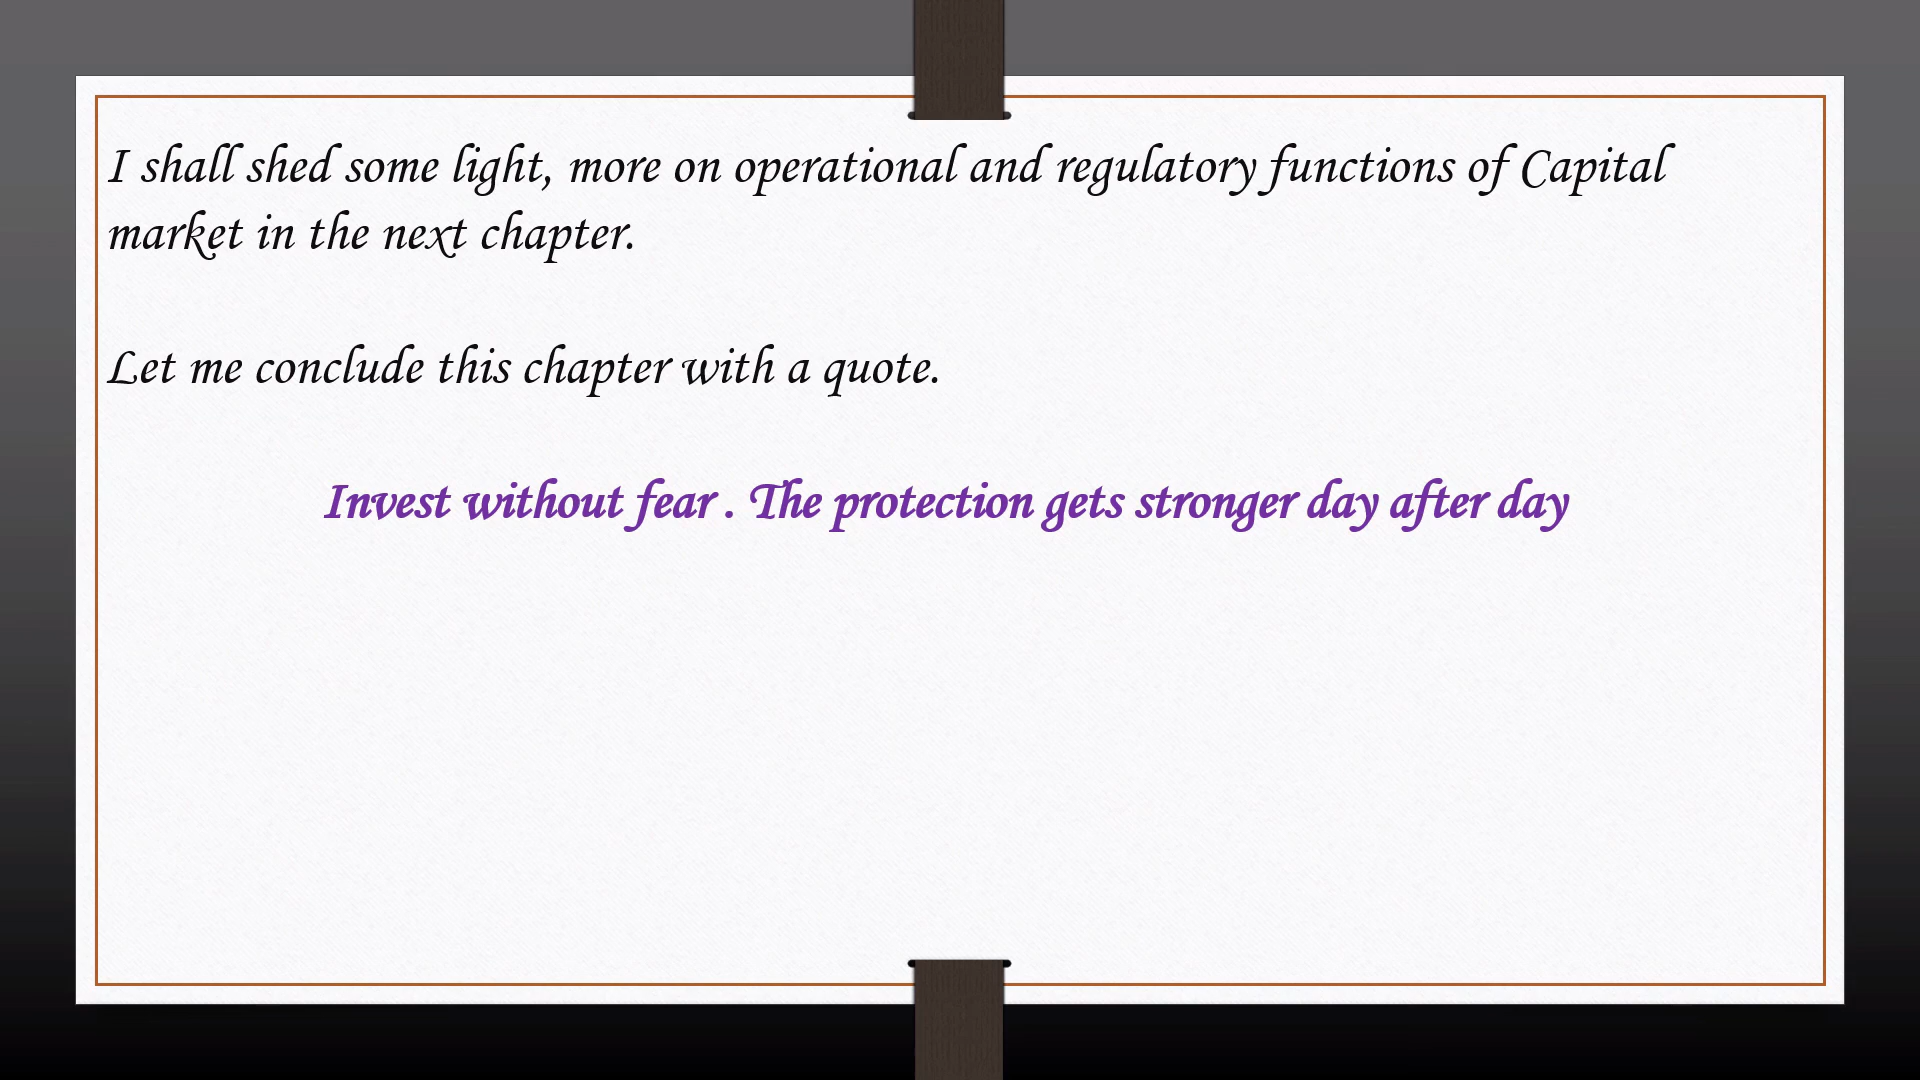 I shall shed some light, more on operational and regulatory functions of Capital
market in the next chapter.
Let me conclude this chapter with a quote.
Invest without fear . The protection gets stronger day after day